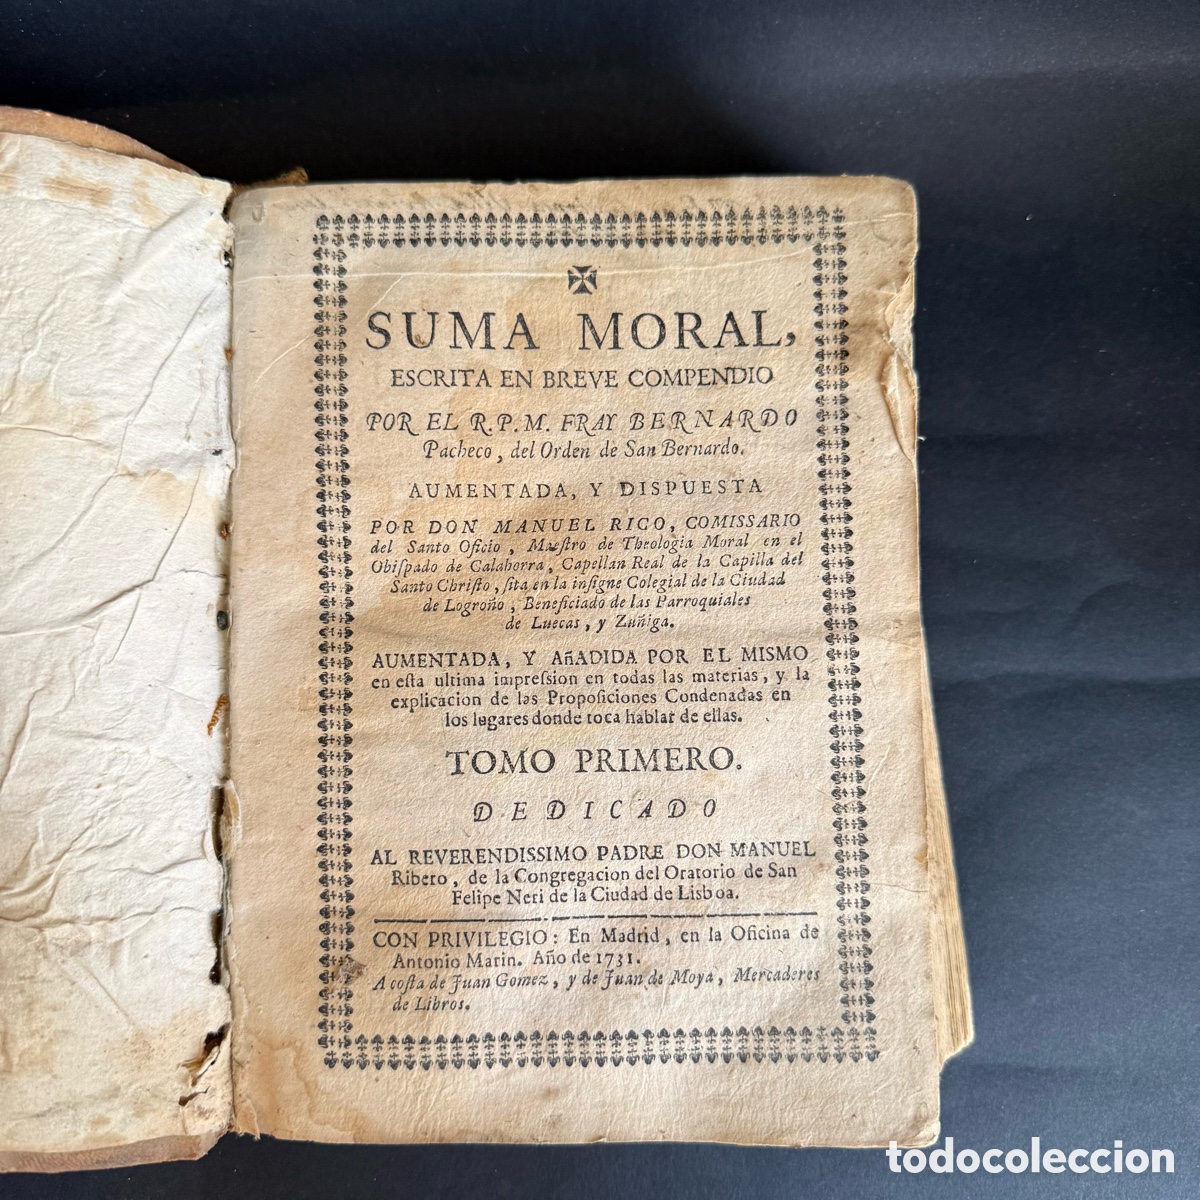 SUMA MORAL,
ESCRITA EN BREVE COMPENDIO
POR EL R.P.M. FRAY BERNARDO
Pacheco, del Orden de San Bernardo.
AUMENTADA, Y DISPUESTA
POR DON MANUEL RICO, COMISSARIO
del Santo Oficio, Maeſtro de Theologia Moral en el
Obiſpado de Calahorra, Capellan Real de la Capilla del
Santo Chriſto, ſita en la inſigne Colegial de la Ciudad
de Logroño, Beneficiado de las Parroquiales
de Luecas, y Zuñiga.
AUMENTADA, Y AñADIDA POR EL MISMO
en eſta ultima impreſsion en todas las materias, y la
explicacion de las Propoſiciones Condenadas en
los lugares donde toca hablar de ellas.
TOMO PRIMERO.
DEDICADO
AL REVERENDISSIMO PADRE DON MANUEL
Ribero, de la Congregacion del Oratorio de San
Felipe Neri de la Ciudad de Lisboa.
CON PRIVILEGIO: En Madrid, en la Oficina de
Antonio Marin. Año de 1731.
A coſta de Juan Gomez, y de Juan de Moya, Mercaderes
de Libros.
todocoleccion